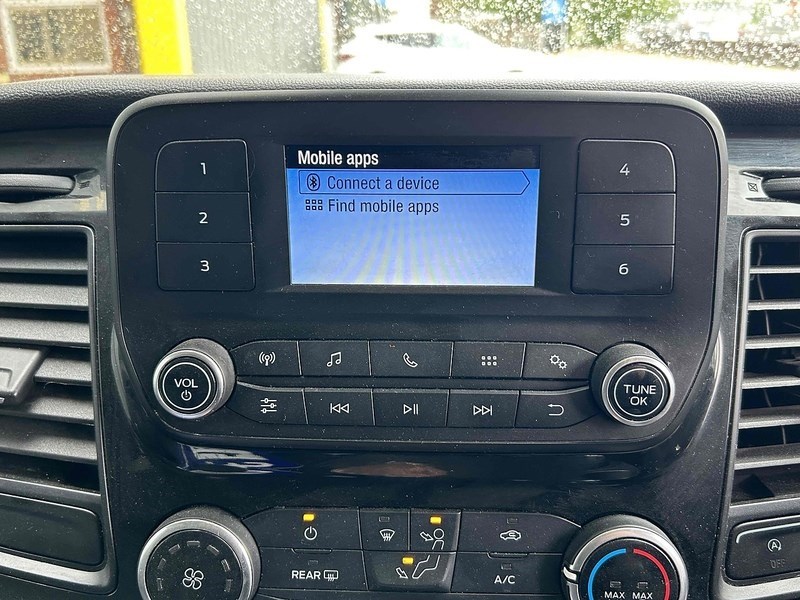 Mobile apps
Connect a device
Find mobile apps
1
2
3
4
5
6
VOL
TUNE
OK
REAR
A/C
MAX MAX
OFF